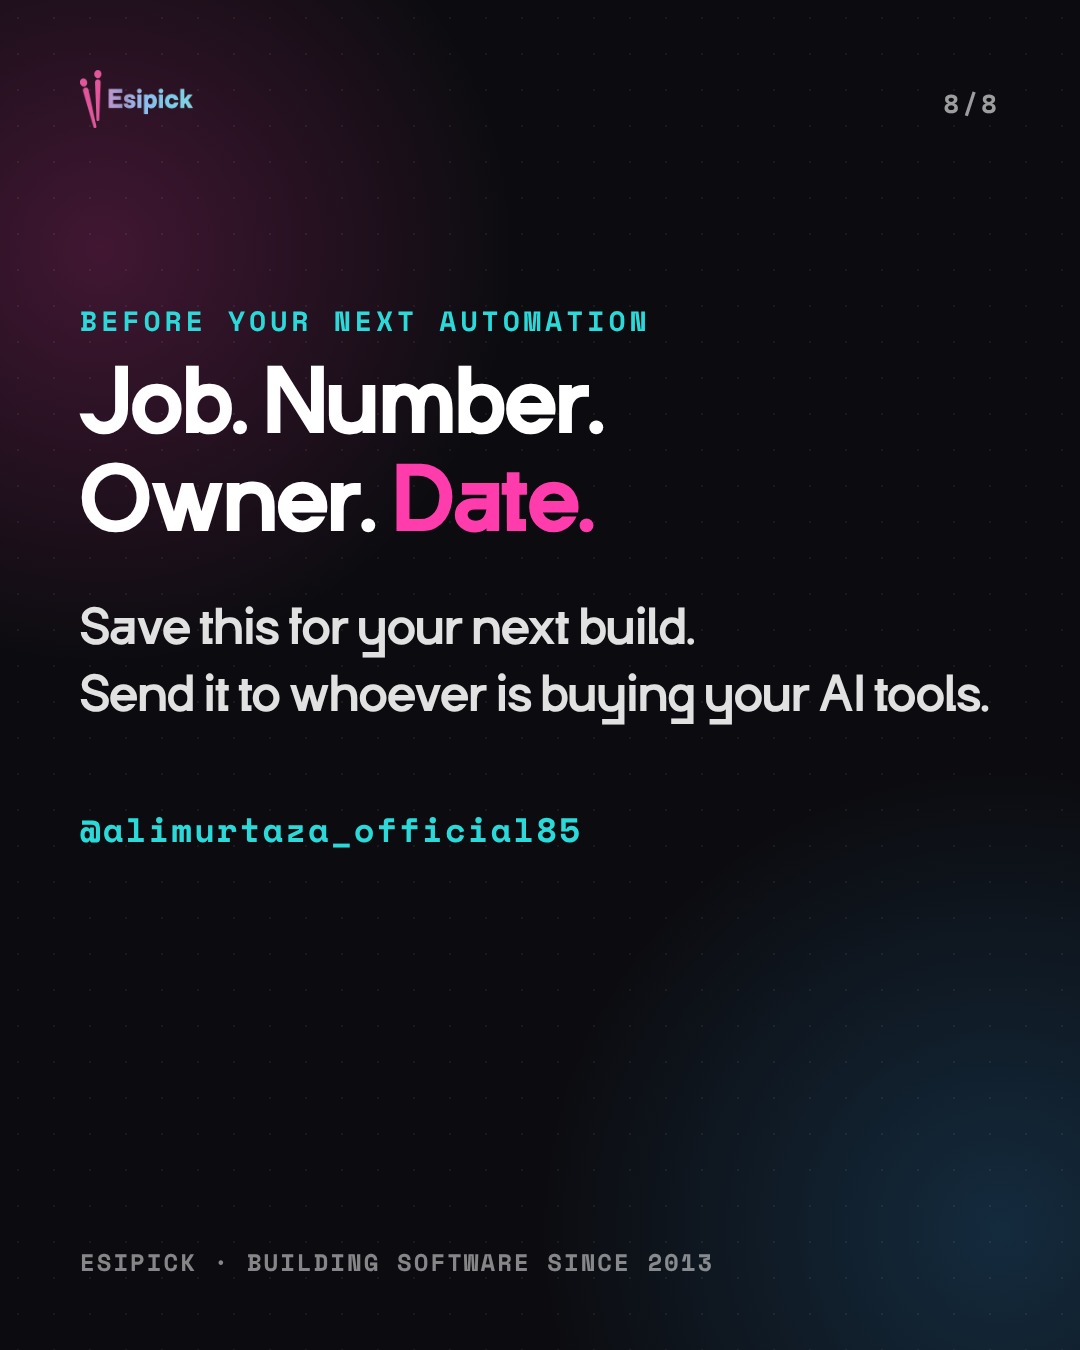 Esipick
8/8
BEFORE YOUR NEXT AUTOMATION
Job. Number.
Owner. Date.
Save this for your next build.
Send it to whoever is buying your AI tools.
@alimurtaza_official85
ESIPICK · BUILDING SOFTWARE SINCE 2013